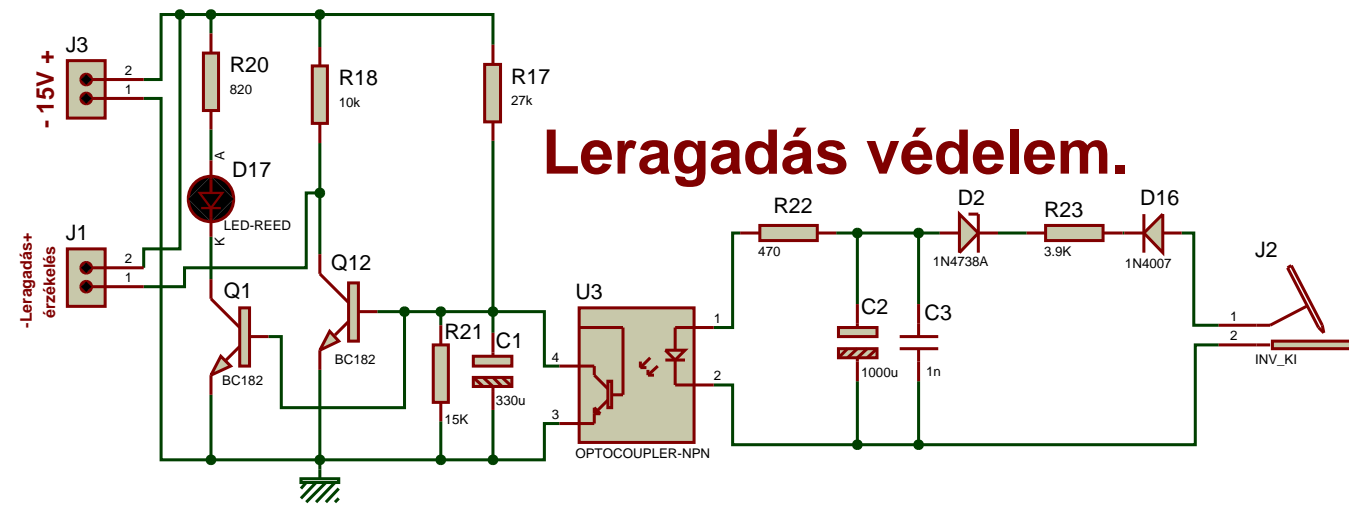 J3
- 15V +
2
1
R20
820
R18
10k
R17
27k
Leragadás védelem.
A
D17
LED-REED
K
J1
-Leragadás+
érzékelés
2
1
Q1
BC182
Q12
BC182
R21
15K
C1
330u
U3
4
3
1
2
OPTOCOUPLER-NPN
R22
470
D2
1N4738A
R23
3.9K
D16
1N4007
C2
1000u
C3
1n
J2
1
2
INV_KI